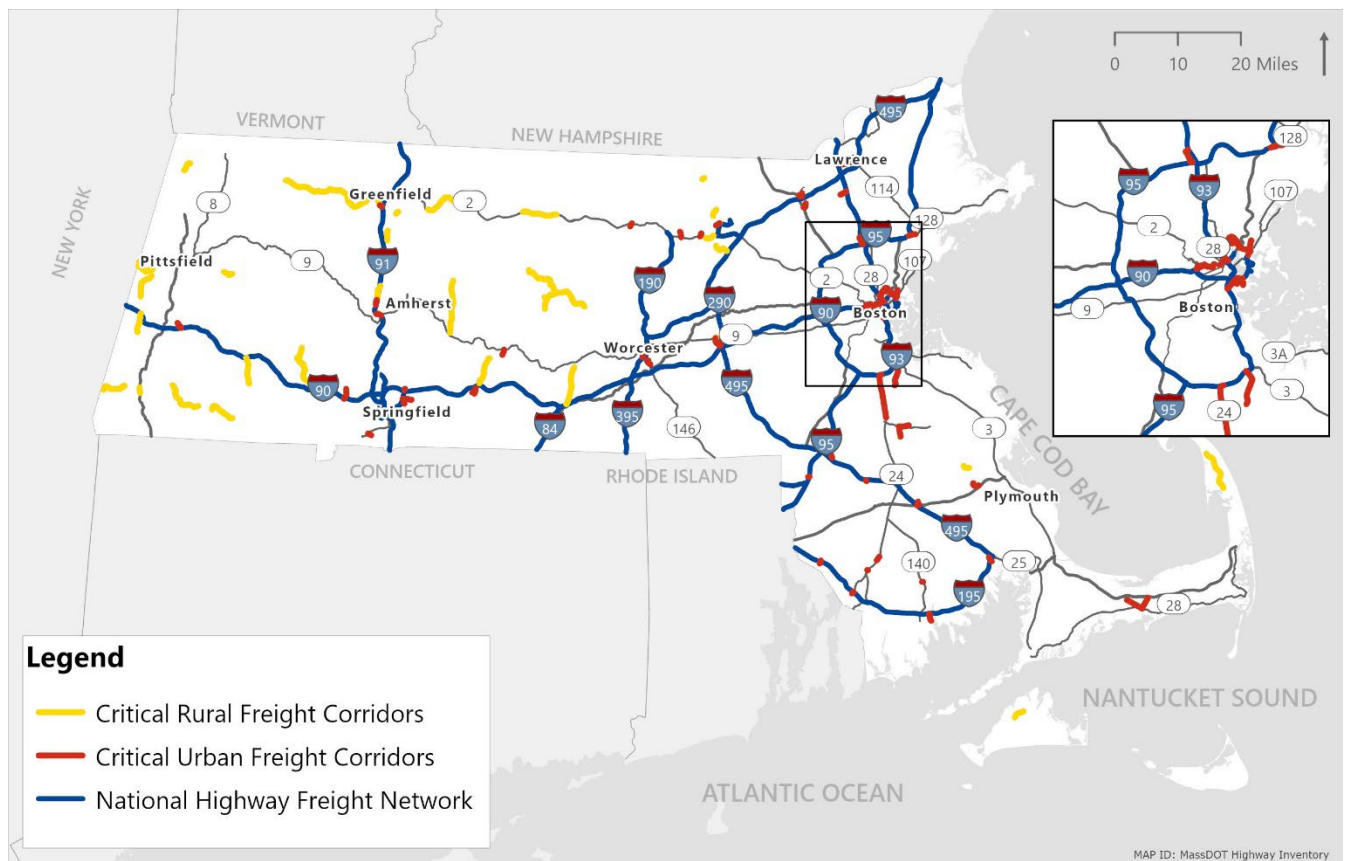 0 10 20 Miles
495
VERMONT
NEW HAMPSHIRE
128
Lawrence
95
93
107
Greenfield
114
2
8
2
128
28
NEW YORK
95
90
Pittsfield
9
91
190
2
28
107
Boston
9
Amherst
290
90
Boston
9
3A
Worcester
93
3
90
495
95
24
Springfield
395
84
146
95
3
CAPE COD BAY
CONNECTICUT
RHODE ISLAND
24
Plymouth
495
140
25
195
28
Legend
Critical Rural Freight Corridors
Critical Urban Freight Corridors
National Highway Freight Network
NANTUCKET SOUND
ATLANTIC OCEAN
MAP ID: MassDOT Highway Inventory